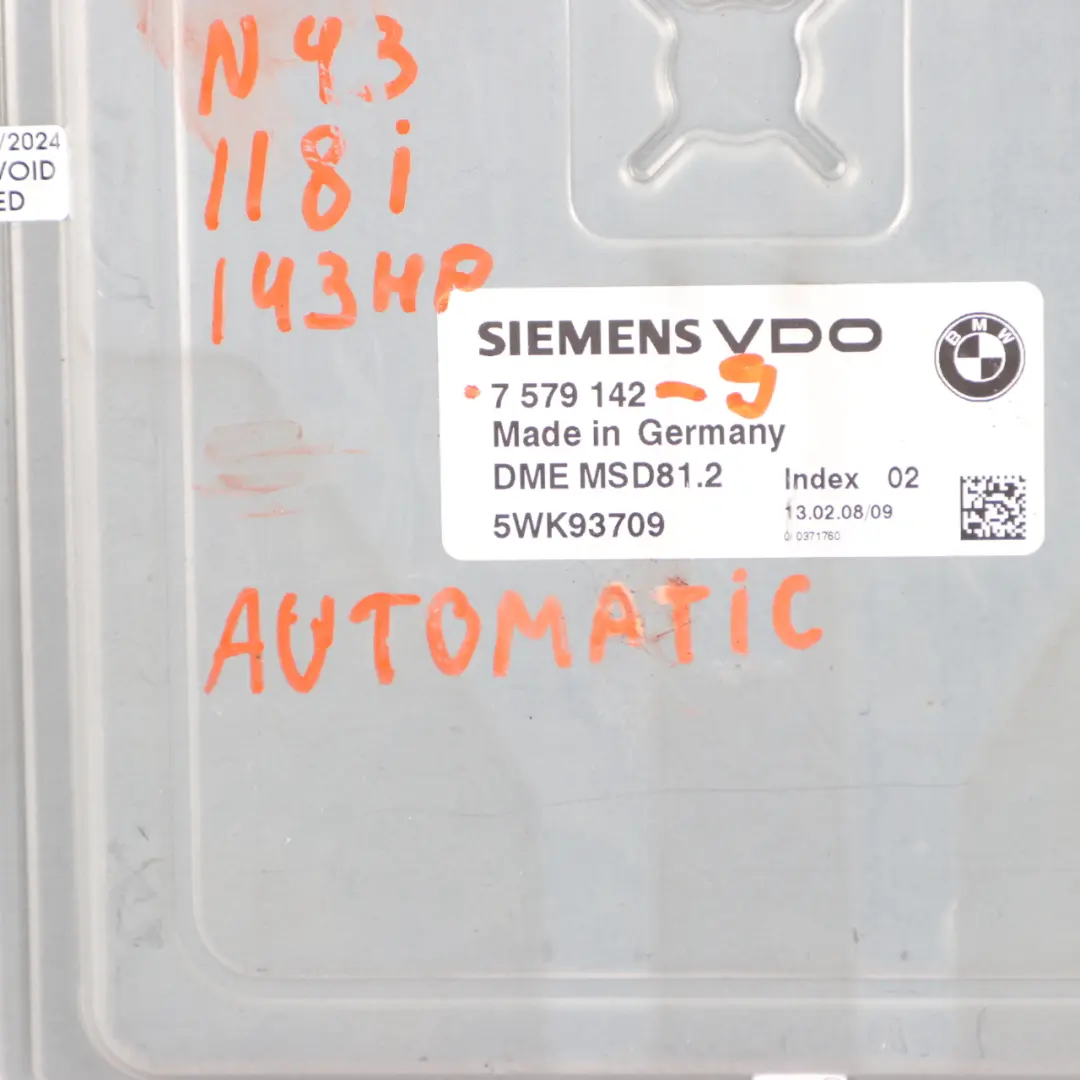 N43
118i
143HP
/2024
VOID
ED
SIEMENS VDO
BMW
7 579 142 - 9
Made in Germany
DME MSD81.2 Index 02
13.02.08/09
5WK93709
0371760
AUTOMATiC